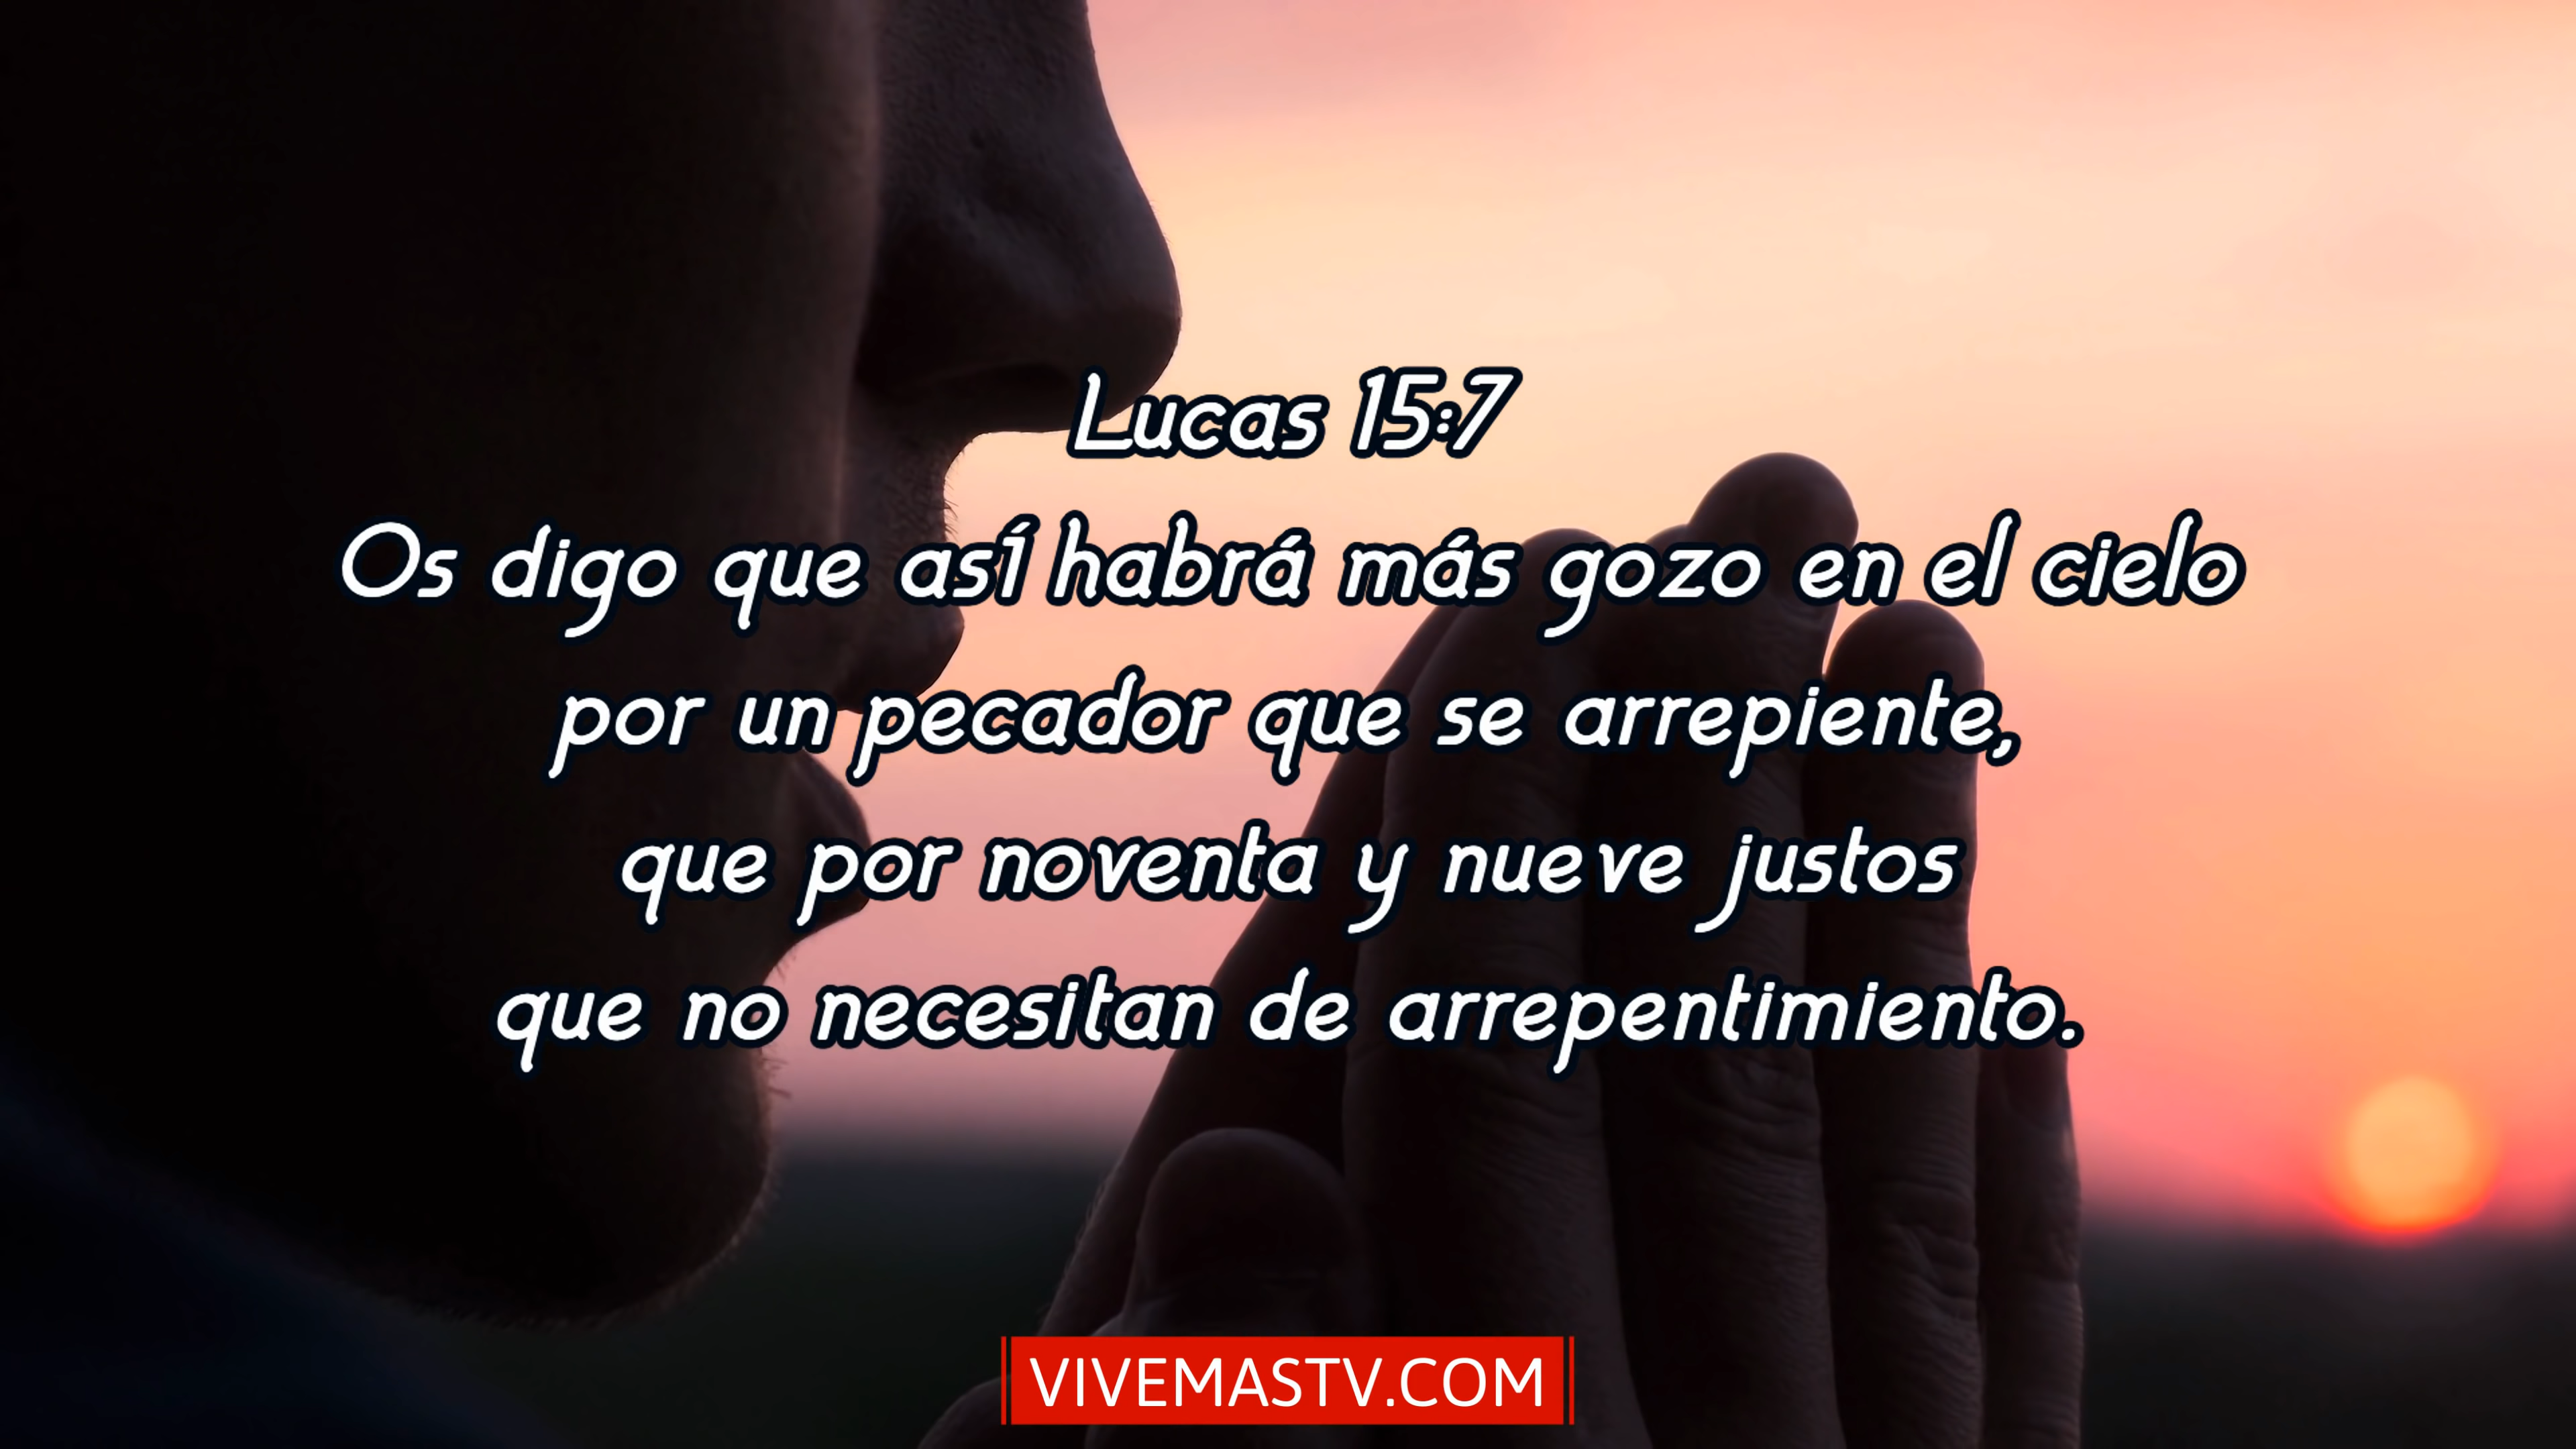 Lucas 15:7
Os digo que así habrá más gozo en el cielo
por un pecador que se arrepiente,
que por noventa y nueve justos
que no necesitan de arrepentimiento.
VIVEMASTV.COM